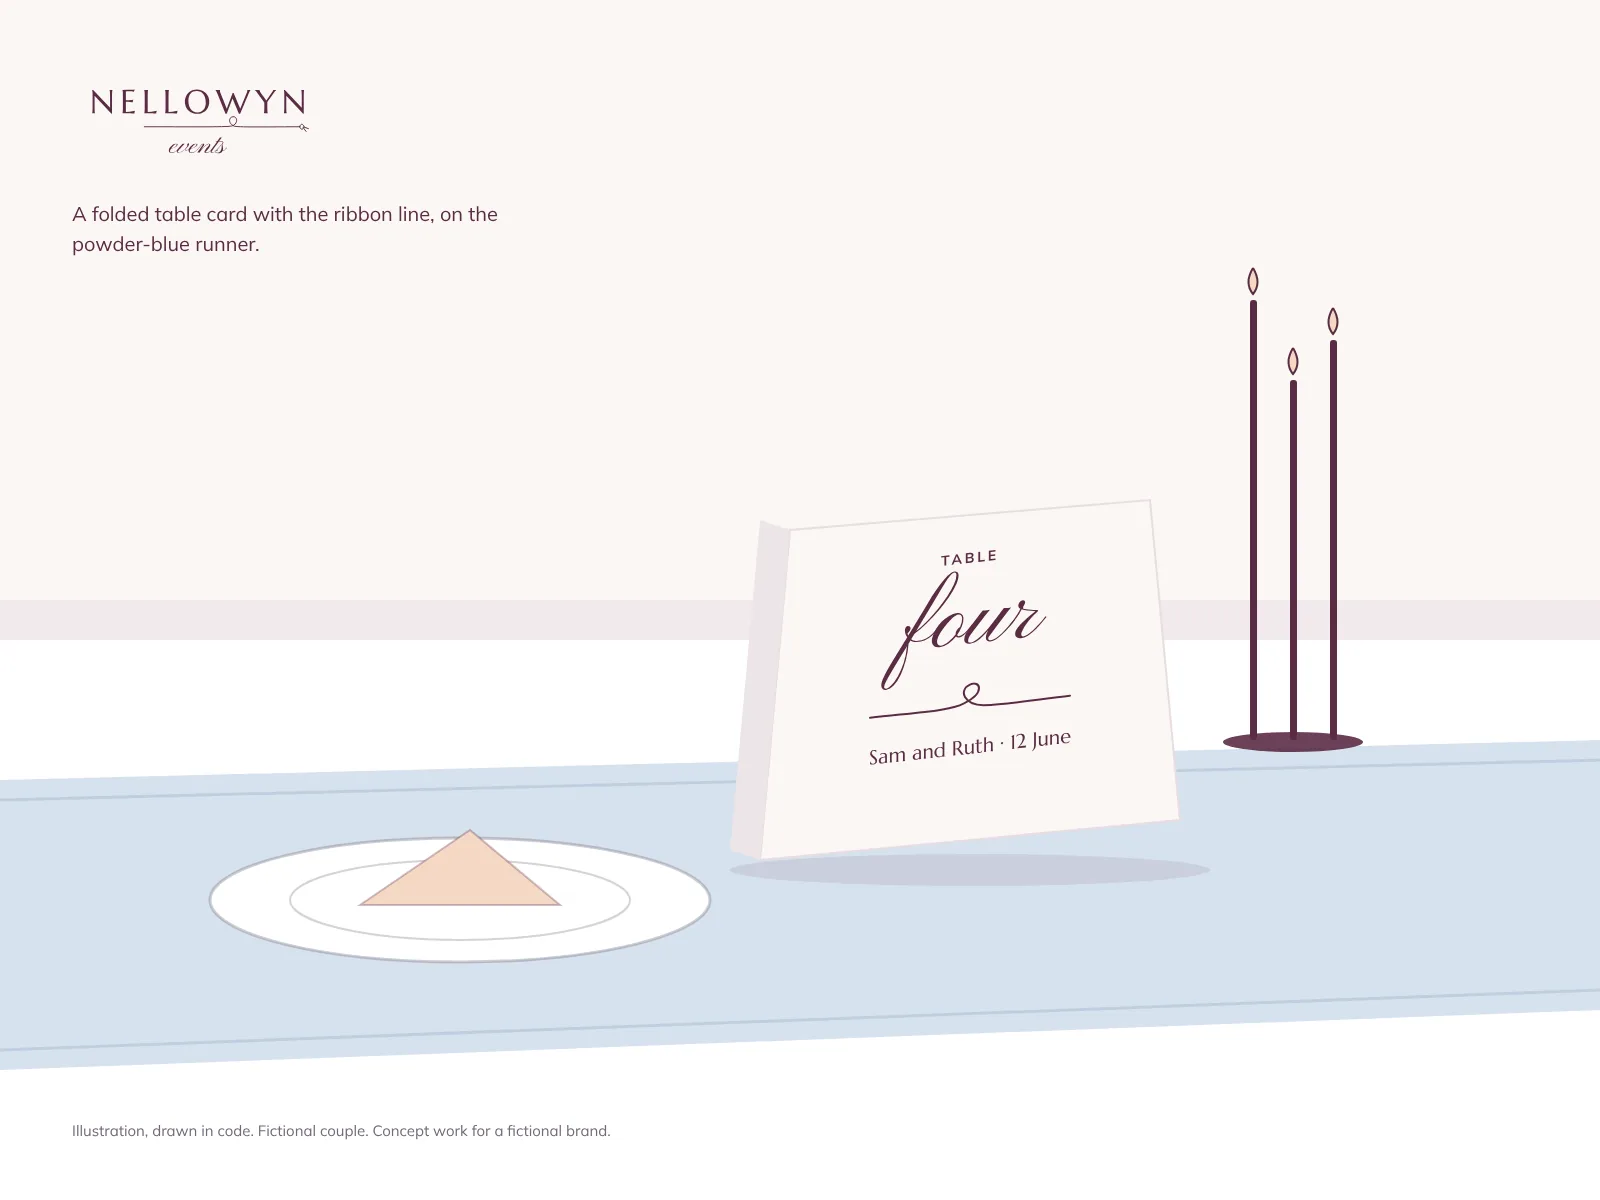 NELLOWYN
events
A folded table card with the ribbon line, on the
powder-blue runner.
TABLE
four
Sam and Ruth · 12 June
Illustration, drawn in code. Fictional couple. Concept work for a fictional brand.